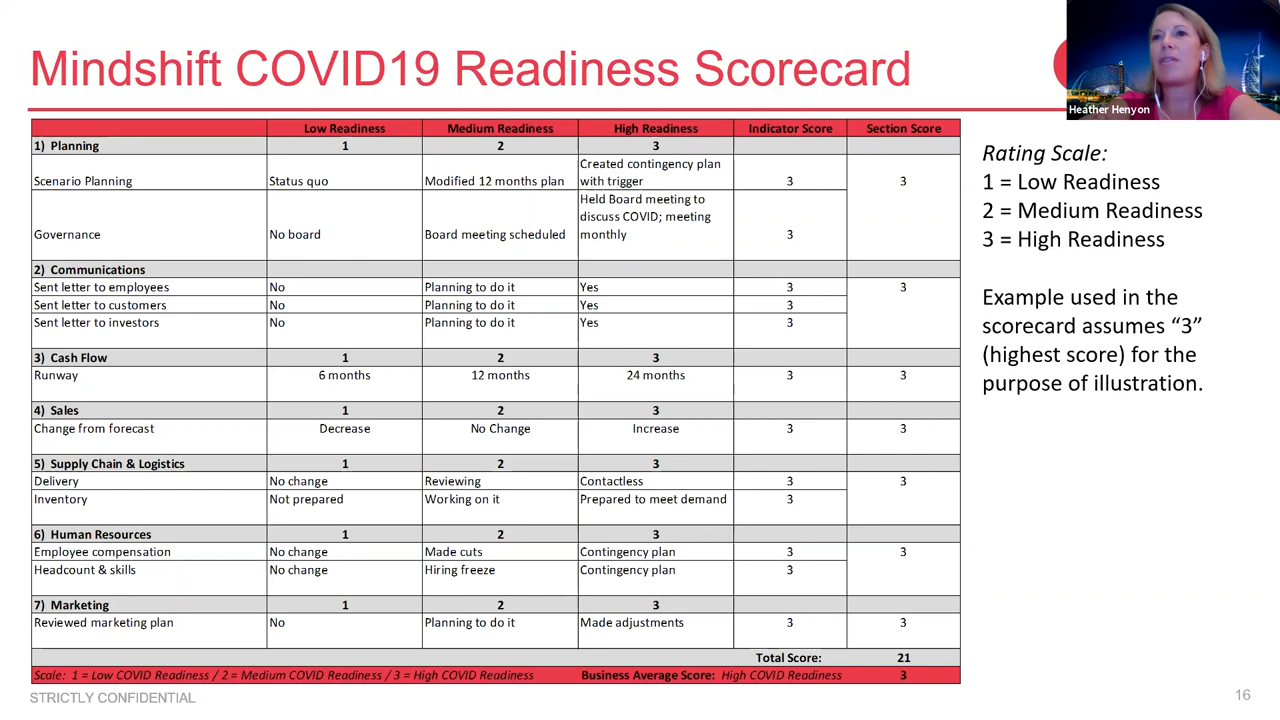 Mindshift COVID19 Readiness Scorecard
Heather Henyon
Low Readiness Medium Readiness High Readiness Indicator Score Section Score
1) Planning 1 2 3
Scenario Planning Status quo Modified 12 months plan Created contingency plan with trigger 3 3
Governance No board Board meeting scheduled Held Board meeting to discuss COVID; meeting monthly 3
2) Communications
Sent letter to employees No Planning to do it Yes 3 3
Sent letter to customers No Planning to do it Yes 3
Sent letter to investors No Planning to do it Yes 3
3) Cash Flow 1 2 3
Runway 6 months 12 months 24 months 3 3
4) Sales 1 2 3
Change from forecast Decrease No Change Increase 3 3
5) Supply Chain & Logistics 1 2 3
Delivery No change Reviewing Contactless 3 3
Inventory Not prepared Working on it Prepared to meet demand 3
6) Human Resources 1 2 3
Employee compensation No change Made cuts Contingency plan 3 3
Headcount & skills No change Hiring freeze Contingency plan 3
7) Marketing 1 2 3
Reviewed marketing plan No Planning to do it Made adjustments 3 3
Total Score: 21
Scale: 1 = Low COVID Readiness / 2 = Medium COVID Readiness / 3 = High COVID Readiness Business Average Score: High COVID Readiness 3
Rating Scale:
1 = Low Readiness
2 = Medium Readiness
3 = High Readiness
Example used in the
scorecard assumes “3”
(highest score) for the
purpose of illustration.
STRICTLY CONFIDENTIAL
16